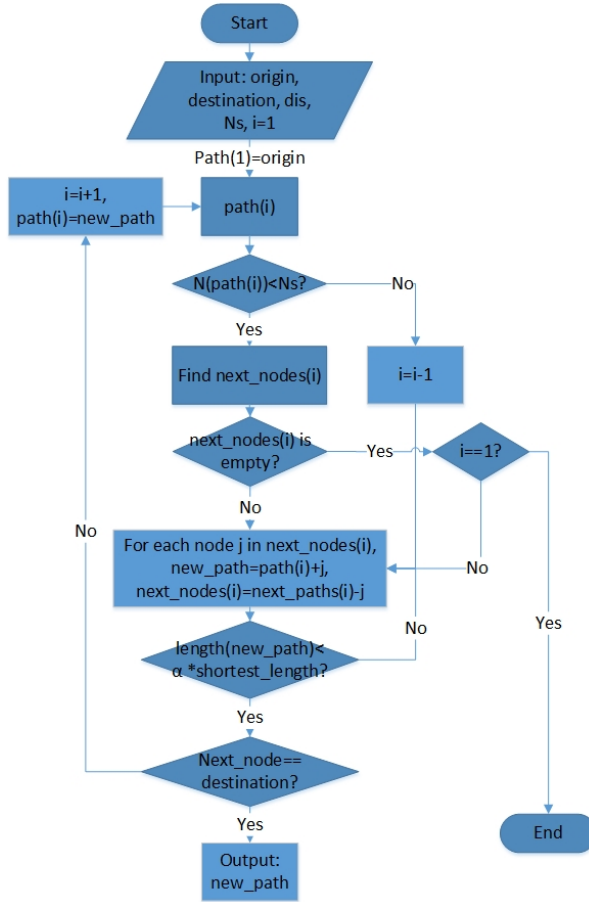 Start
Input: origin,
destination, dis,
Ns, i=1
Path(1)=origin
i=i+1,
path(i)=new_path
path(i)
N(path(i))<Ns?
No
Yes
Find next_nodes(i)
i=i-1
next_nodes(i) is
empty?
Yes
i==1?
No
No
For each node j in next_nodes(i),
new_path=path(i)+j,
next_nodes(i)=next_paths(i)-j
No
No
Yes
length(new_path)<
α *shortest_length?
Yes
Next_node==
destination?
Yes
End
Output:
new_path